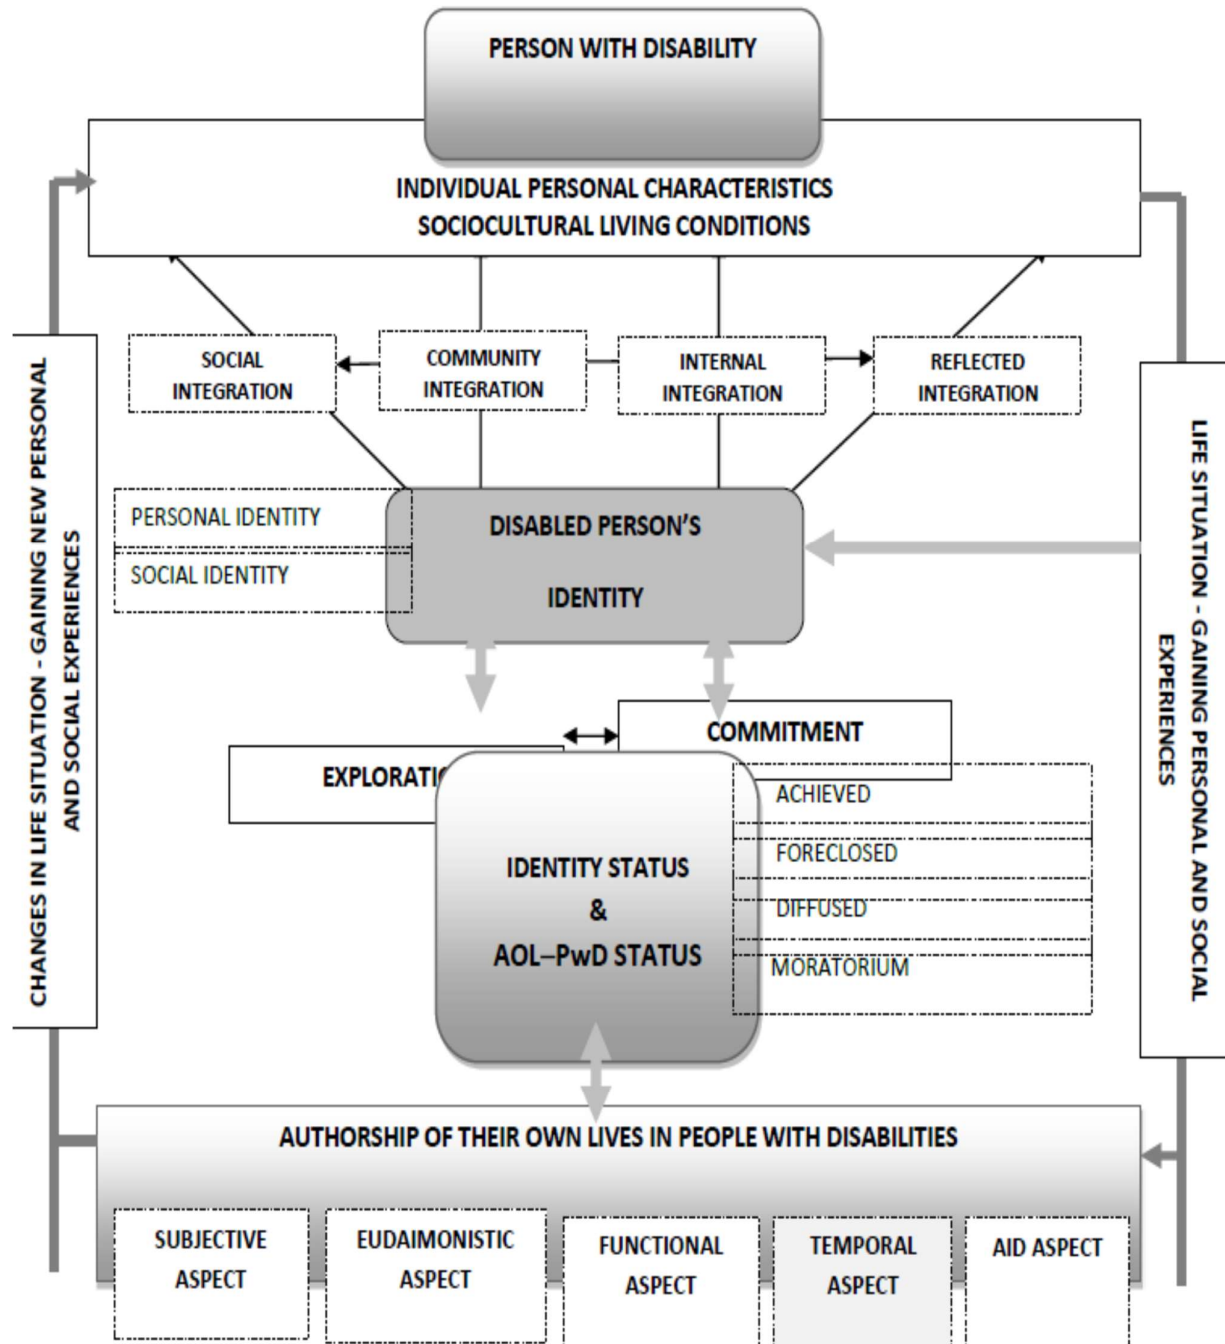 PERSON WITH DISABILITY
INDIVIDUAL PERSONAL CHARACTERISTICS
SOCIOCULTURAL LIVING CONDITIONS
SOCIAL
INTEGRATION
COMMUNITY
INTEGRATION
INTERNAL
INTEGRATION
REFLECTED
INTEGRATION
CHANGES IN LIFE SITUATION - GAINING NEW PERSONAL
AND SOCIAL EXPERIENCES
LIFE SITUATION - GAINING PERSONAL AND SOCIAL
EXPERIENCES
PERSONAL IDENTITY
SOCIAL IDENTITY
DISABLED PERSON'S
IDENTITY
COMMITMENT
EXPLORATIO
ACHIEVED
FORECLOSED
DIFFUSED
MORATORIUM
IDENTITY STATUS
&
AOL–PwD STATUS
AUTHORSHIP OF THEIR OWN LIVES IN PEOPLE WITH DISABILITIES
SUBJECTIVE
ASPECT
EUDAIMONISTIC
ASPECT
FUNCTIONAL
ASPECT
TEMPORAL
ASPECT
AID ASPECT